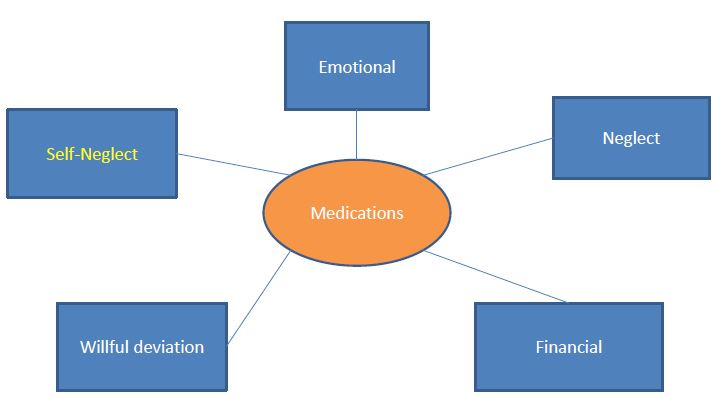 Emotional
Self-Neglect
Neglect
Medications
Willful deviation
Financial